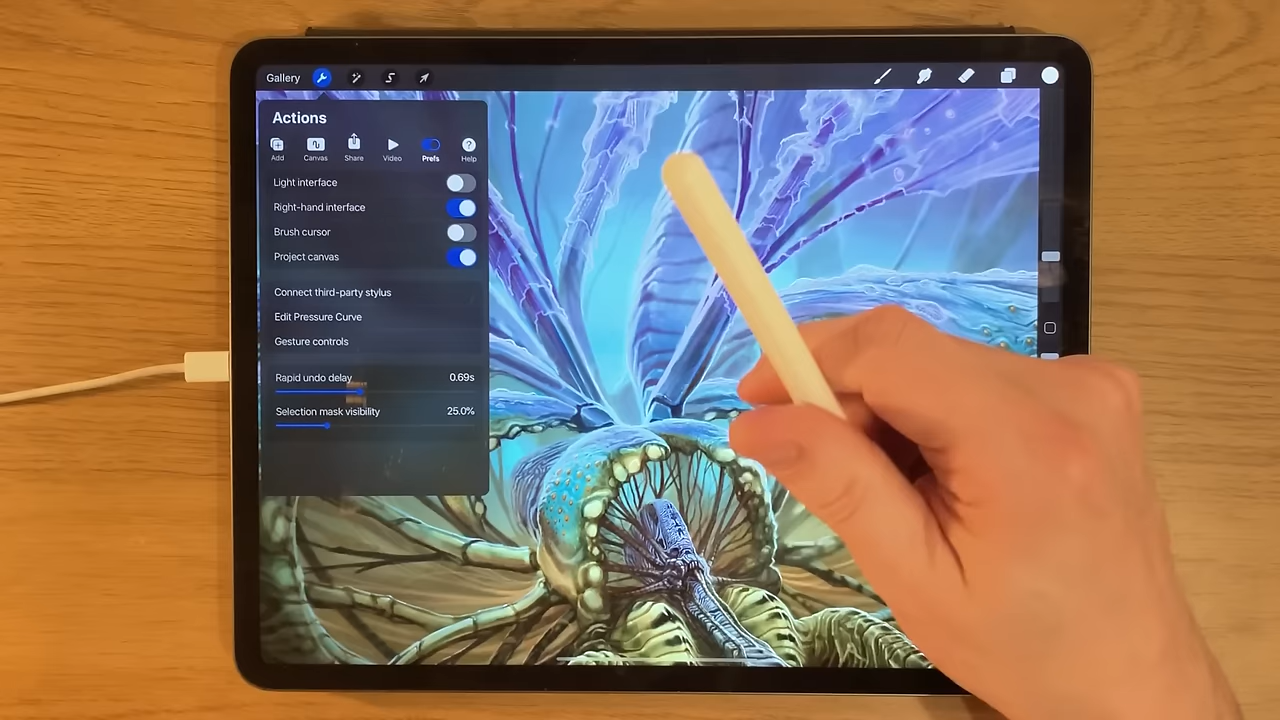 Gallery
Actions
Add Canvas Share Video Prefs Help
Light interface
Right-hand interface
Brush cursor
Project canvas
Connect third-party stylus
Edit Pressure Curve
Gesture controls
Rapid undo delay 0.69s
Selection mask visibility 25.0%